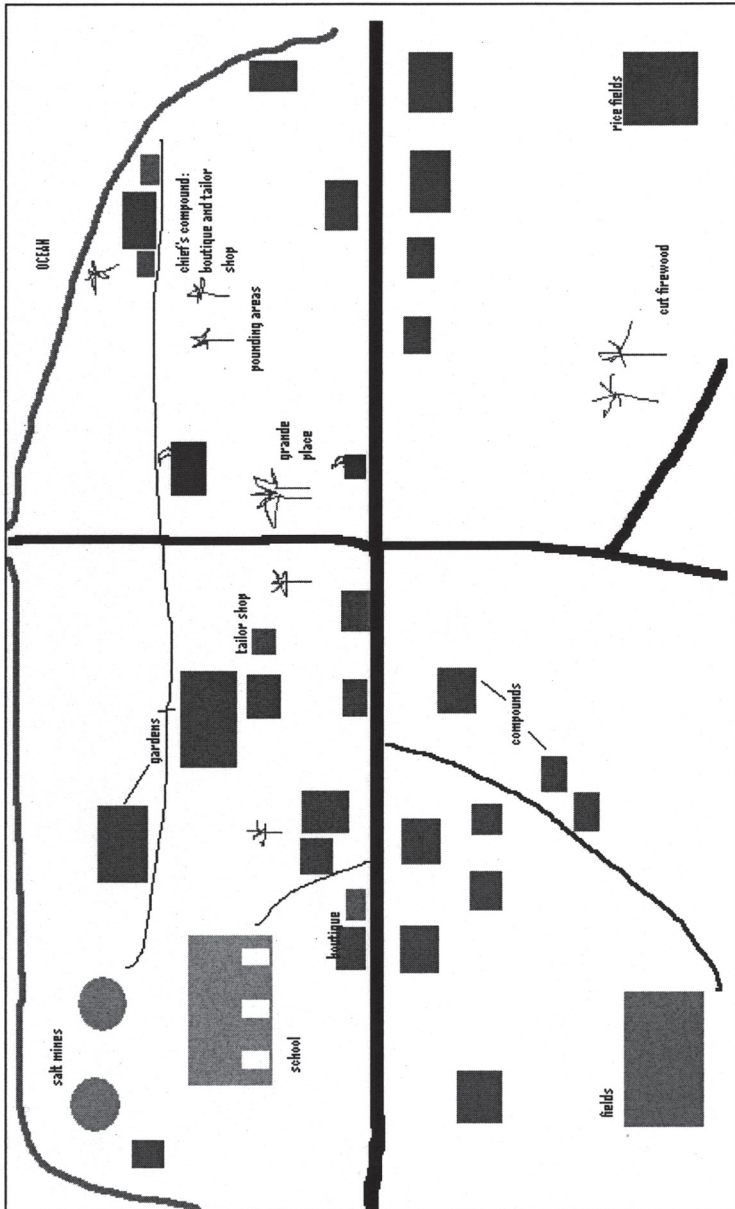 OCEAN
chief's compound:
boutique and tailor
shop
pounding areas
grande
place
rice fields
cut firewood
tailor shop
gardens
compounds
boutique
salt mines
school
fields